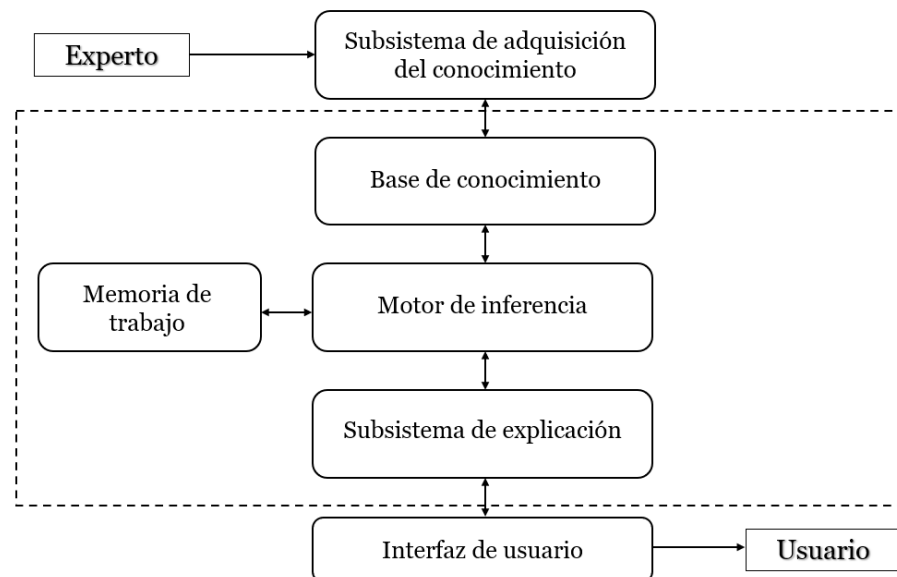 Experto
Subsistema de adquisición
del conocimiento
Base de conocimiento
Memoria de
trabajo
Motor de inferencia
Subsistema de explicación
Interfaz de usuario
Usuario